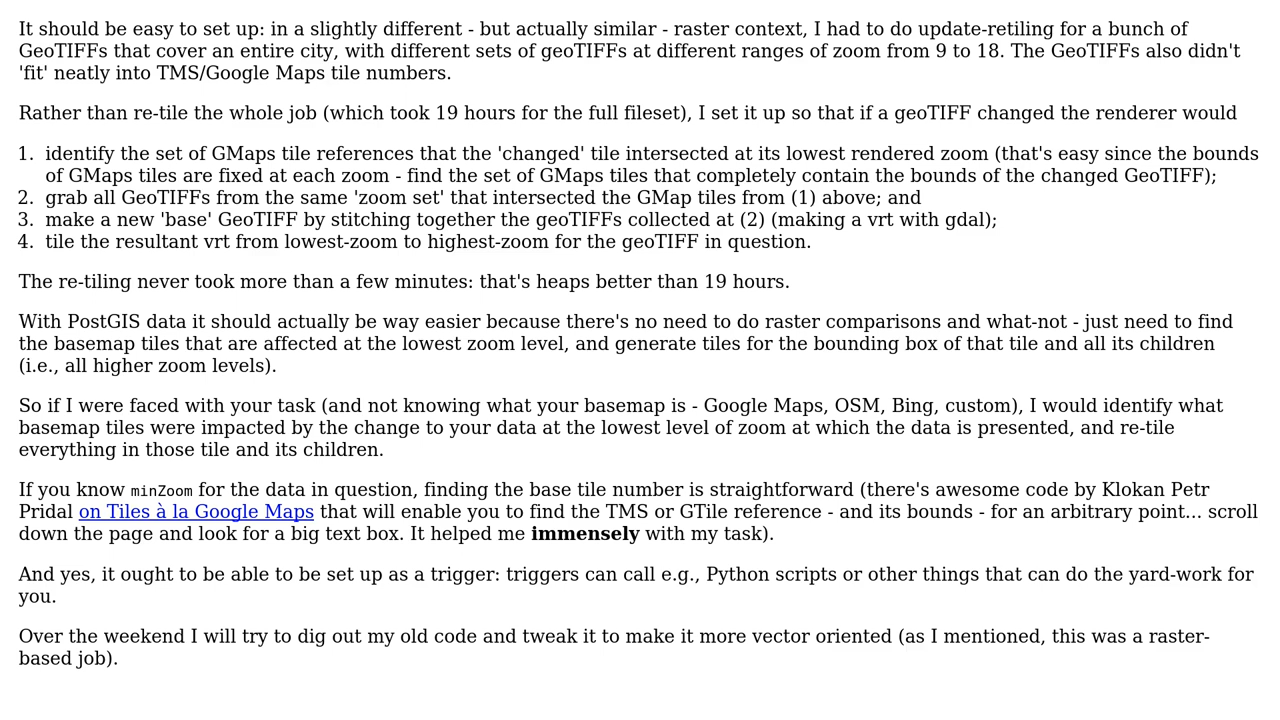 It should be easy to set up: in a slightly different - but actually similar - raster context, I had to do update-retiling for a bunch of
GeoTIFFs that cover an entire city, with different sets of geoTIFFs at different ranges of zoom from 9 to 18. The GeoTIFFs also didn't
'fit' neatly into TMS/Google Maps tile numbers.
Rather than re-tile the whole job (which took 19 hours for the full fileset), I set it up so that if a geoTIFF changed the renderer would
1. identify the set of GMaps tile references that the 'changed' tile intersected at its lowest rendered zoom (that's easy since the bounds
of GMaps tiles are fixed at each zoom - find the set of GMaps tiles that completely contain the bounds of the changed GeoTIFF);
2. grab all GeoTIFFs from the same 'zoom set' that intersected the GMap tiles from (1) above; and
3. make a new 'base' GeoTIFF by stitching together the geoTIFFs collected at (2) (making a vrt with gdal);
4. tile the resultant vrt from lowest-zoom to highest-zoom for the geoTIFF in question.
The re-tiling never took more than a few minutes: that's heaps better than 19 hours.
With PostGIS data it should actually be way easier because there's no need to do raster comparisons and what-not - just need to find
the basemap tiles that are affected at the lowest zoom level, and generate tiles for the bounding box of that tile and all its children
(i.e., all higher zoom levels).
So if I were faced with your task (and not knowing what your basemap is - Google Maps, OSM, Bing, custom), I would identify what
basemap tiles were impacted by the change to your data at the lowest level of zoom at which the data is presented, and re-tile
everything in those tile and its children.
If you know minZoom for the data in question, finding the base tile number is straightforward (there's awesome code by Klokan Petr
Pridal on Tiles à la Google Maps that will enable you to find the TMS or GTile reference - and its bounds - for an arbitrary point... scroll
down the page and look for a big text box. It helped me immensely with my task).
And yes, it ought to be able to be set up as a trigger: triggers can call e.g., Python scripts or other things that can do the yard-work for
you.
Over the weekend I will try to dig out my old code and tweak it to make it more vector oriented (as I mentioned, this was a raster-
based job).